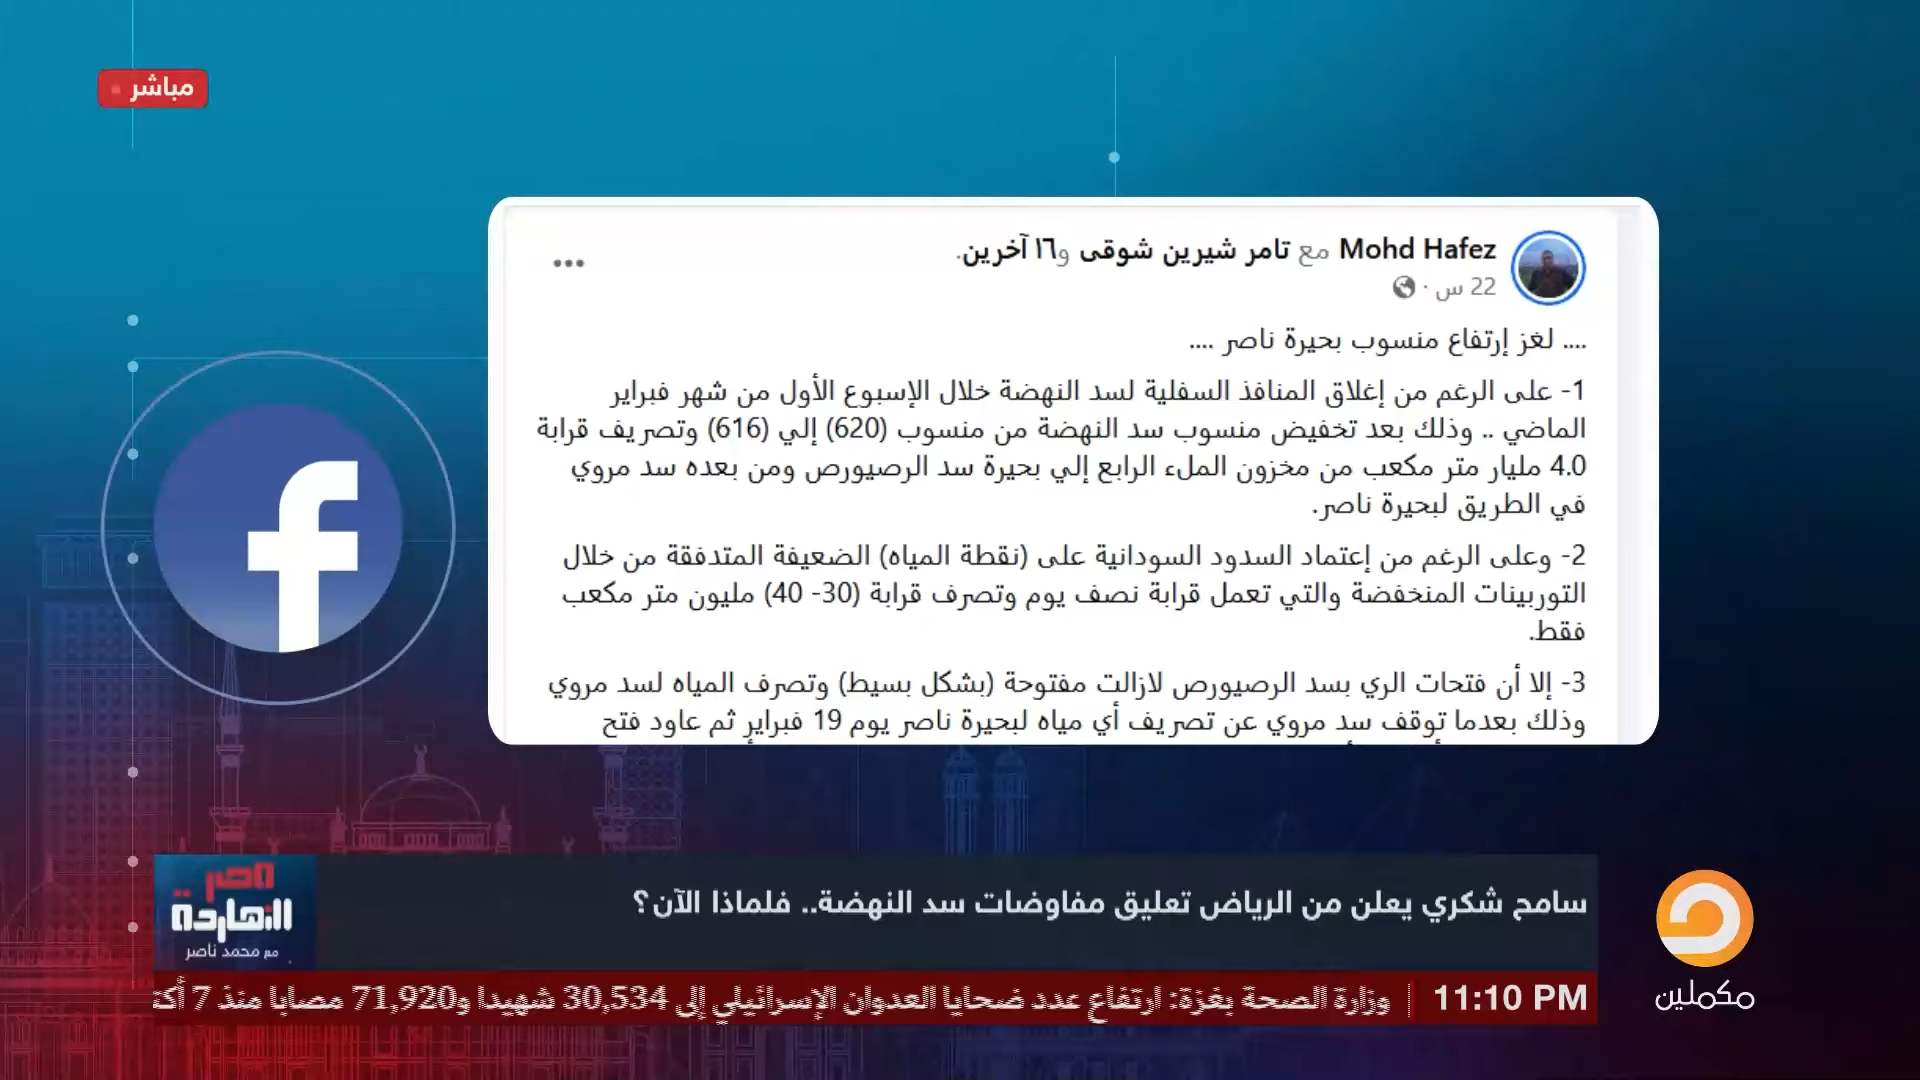 مباشر
Mohd Hafez مع تامر شيرين شوقى و١٦ آخرين.
22 س ·
.... لغز إرتفاع منسوب بحيرة ناصر ....
1- على الرغم من إغلاق المنافذ السفلية لسد النهضة خلال الإسبوع الأول من شهر فبراير
الماضي .. وذلك بعد تخفيض منسوب سد النهضة من منسوب (620) إلي (616) وتصريف قرابة
4.0 مليار متر مكعب من مخزون الملء الرابع إلي بحيرة سد الرصيورص ومن بعده سد مروي
في الطريق لبحيرة ناصر.
2- وعلى الرغم من إعتماد السدود السودانية على (نقطة المياه) الضعيفة المتدفقة من خلال
التوربينات المنخفضة والتي تعمل قرابة نصف يوم وتصرف قرابة (30- 40) مليون متر مكعب
فقط.
3- إلا أن فتحات الري بسد الرصيورص لازالت مفتوحة (بشكل بسيط) وتصرف المياه لسد مروي
وذلك بعدما توقف سد مروي عن تصريف أي مياه لبحيرة ناصر يوم 19 فبراير ثم عاود فتح
سامح شكري يعلن من الرياض تعليق مفاوضات سد النهضة.. فلماذا الآن؟
مصر
النهاردة
مع محمد ناصر
11:10 PM
وزارة الصحة بغزة: ارتفاع عدد ضحايا العدوان الإسرائيلي إلى 30,534 شهيدا و71,920 مصابا منذ 7 أكت
مكملين